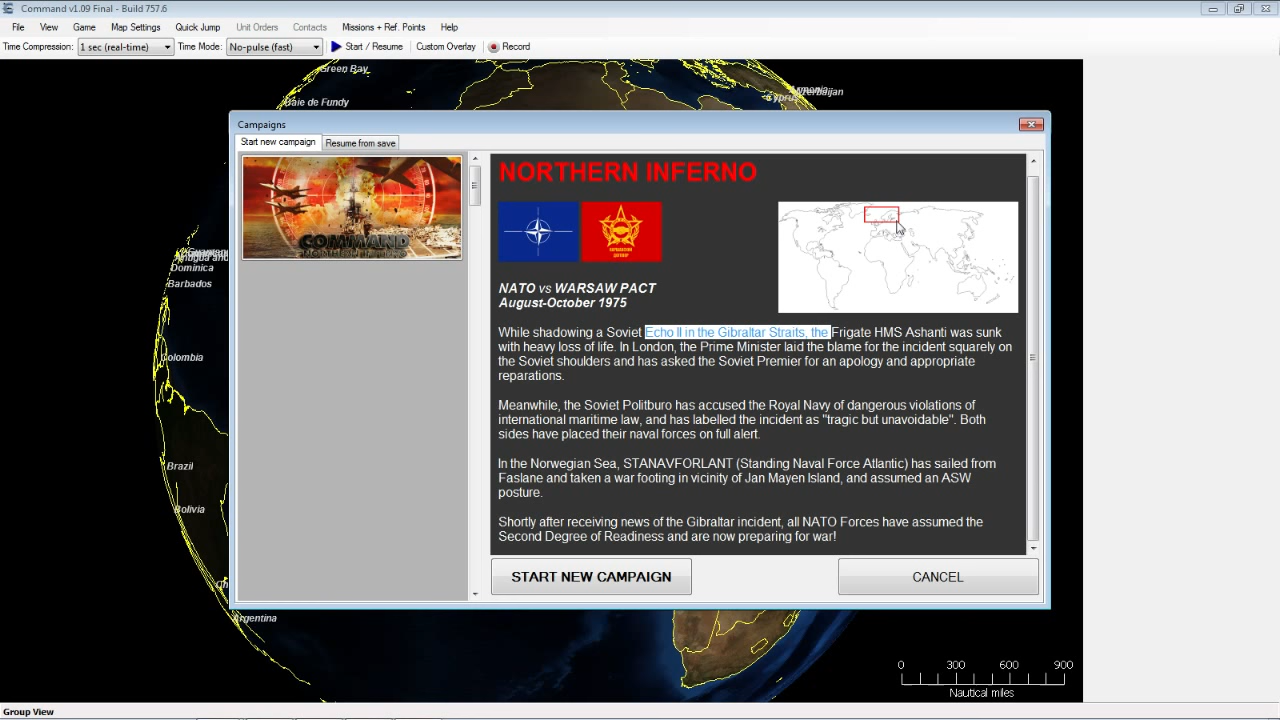 Command v1.09 Final - Build 757.6
File View Game Map Settings Quick Jump Unit Orders Contacts Missions + Ref. Points Help
Time Compression: 1 sec (real-time) Time Mode: No-pulse (fast) Start / Resume Custom Overlay Record
Green Bay
Baie de Fundy
Armenia
Azerbaijan
Cyprus
Campaigns
Start new campaign Resume from save
COMMAND
NORTHERN INFERNO
NORTHERN INFERNO
NATO vs WARSAW PACT
August-October 1975
While shadowing a Soviet Echo II in the Gibraltar Straits, the Frigate HMS Ashanti was sunk
with heavy loss of life. In London, the Prime Minister laid the blame for the incident squarely on
the Soviet shoulders and has asked the Soviet Premier for an apology and appropriate
reparations.
Meanwhile, the Soviet Politburo has accused the Royal Navy of dangerous violations of
international maritime law, and has labelled the incident as "tragic but unavoidable". Both
sides have placed their naval forces on full alert.
In the Norwegian Sea, STANAVFORLANT (Standing Naval Force Atlantic) has sailed from
Faslane and taken a war footing in vicinity of Jan Mayen Island, and assumed an ASW
posture.
Shortly after receiving news of the Gibraltar incident, all NATO Forces have assumed the
Second Degree of Readiness and are now preparing for war!
START NEW CAMPAIGN CANCEL
Dominica
Barbados
Colombia
Brazil
Bolivia
Argentina
0 300 600 900
Nautical miles
Group View